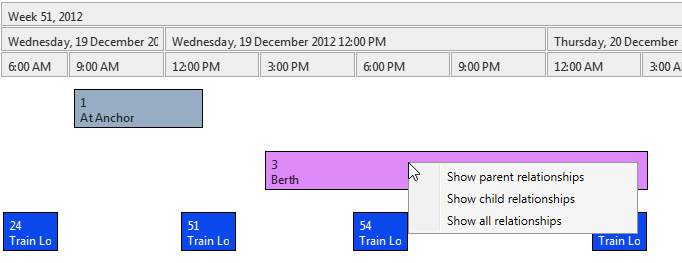 Week 51, 2012
Wednesday, 19 December 20
Wednesday, 19 December 2012 12:00 PM
Thursday, 20 December
6:00 AM
9:00 AM
12:00 PM
3:00 PM
6:00 PM
9:00 PM
12:00 AM
3:00 A
1
At Anchor
3
Berth
Show parent relationships
Show child relationships
Show all relationships
24
Train Lo
51
Train Lo
54
Train Lo
Train Lo